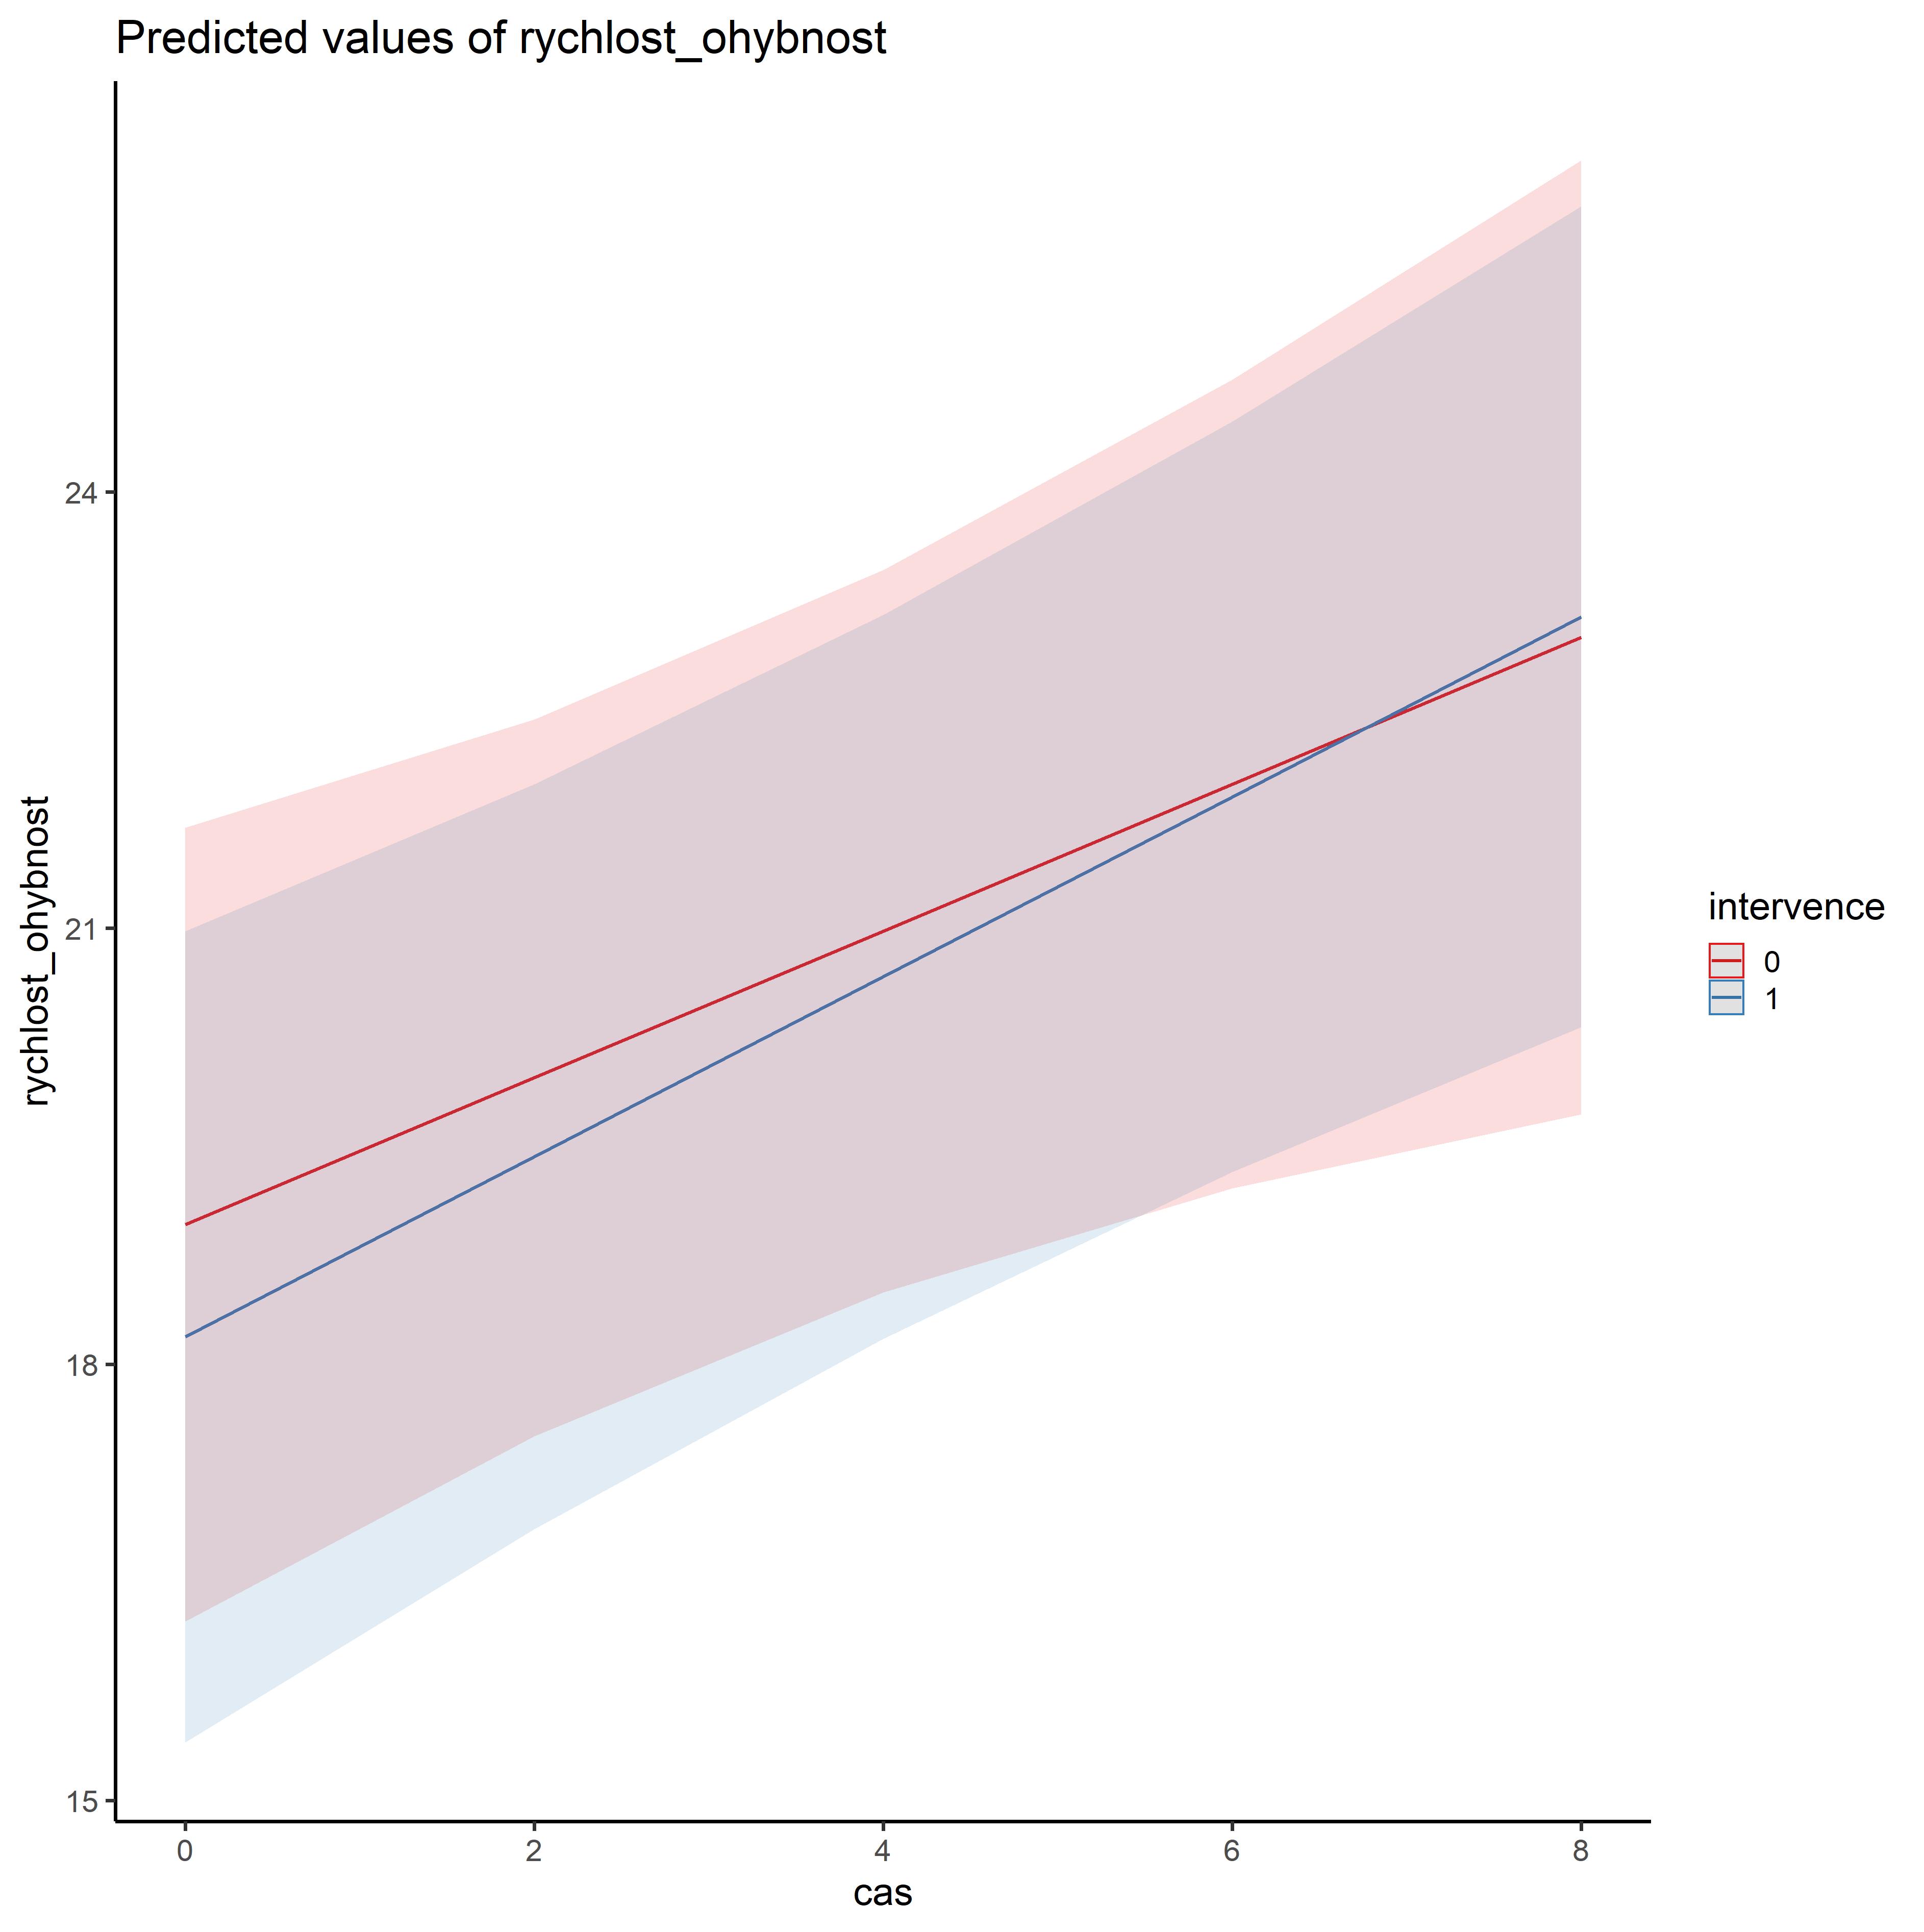 Predicted values of rychlost_ohybnost
rychlost_ohybnost
24
21
18
15
0 2 4 6 8
cas
intervence
0
1